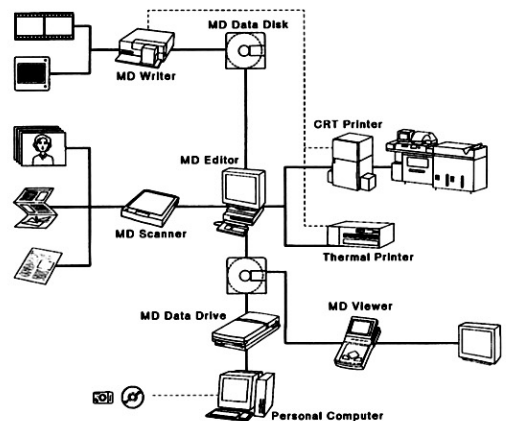 MD Data Disk
MD Writer
CRT Printer
MD Editor
MD Scanner
Thermal Printer
MD Viewer
MD Data Drive
Personal Computer